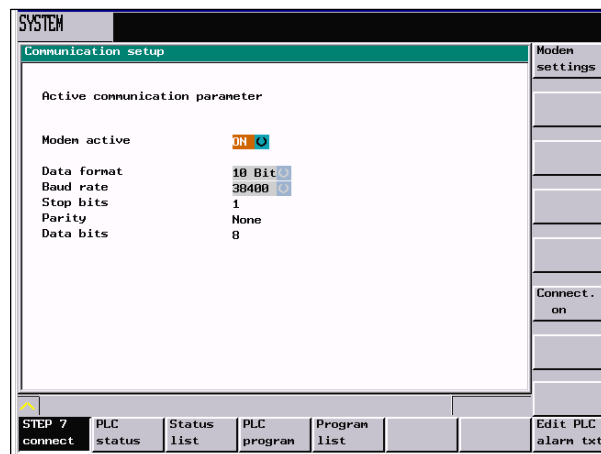 SYSTEM
Communication setup
Modem
settings
Active communication parameter
Modem active ON
Data format 10 Bit
Baud rate 38400
Stop bits 1
Parity None
Data bits 8
Connect.
on
STEP 7 PLC Status PLC Program Edit PLC
connect status list program list alarm txt